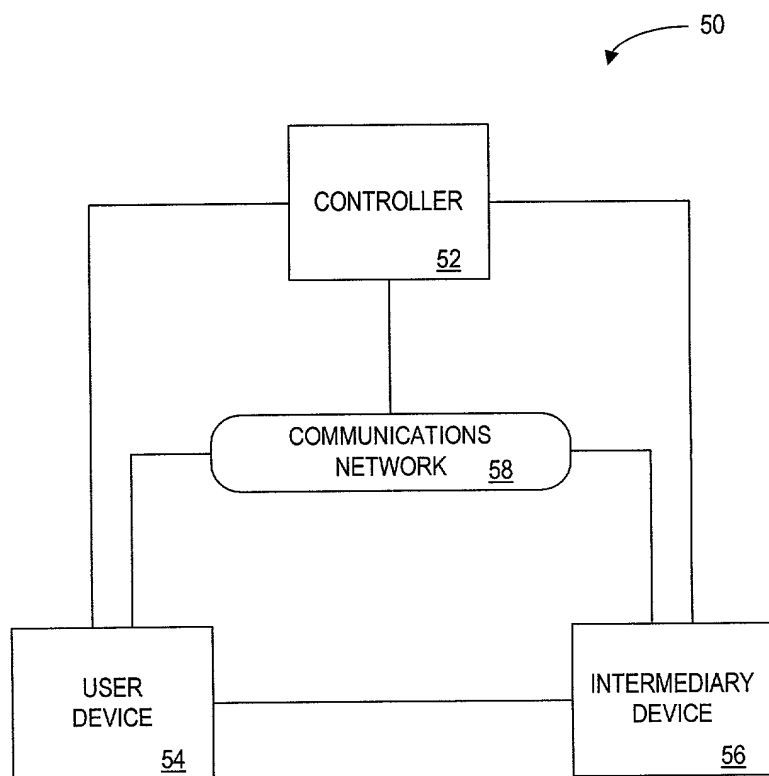 50
CONTROLLER
52
COMMUNICATIONS
NETWORK 58
USER
DEVICE
54
INTERMEDIARY
DEVICE
56